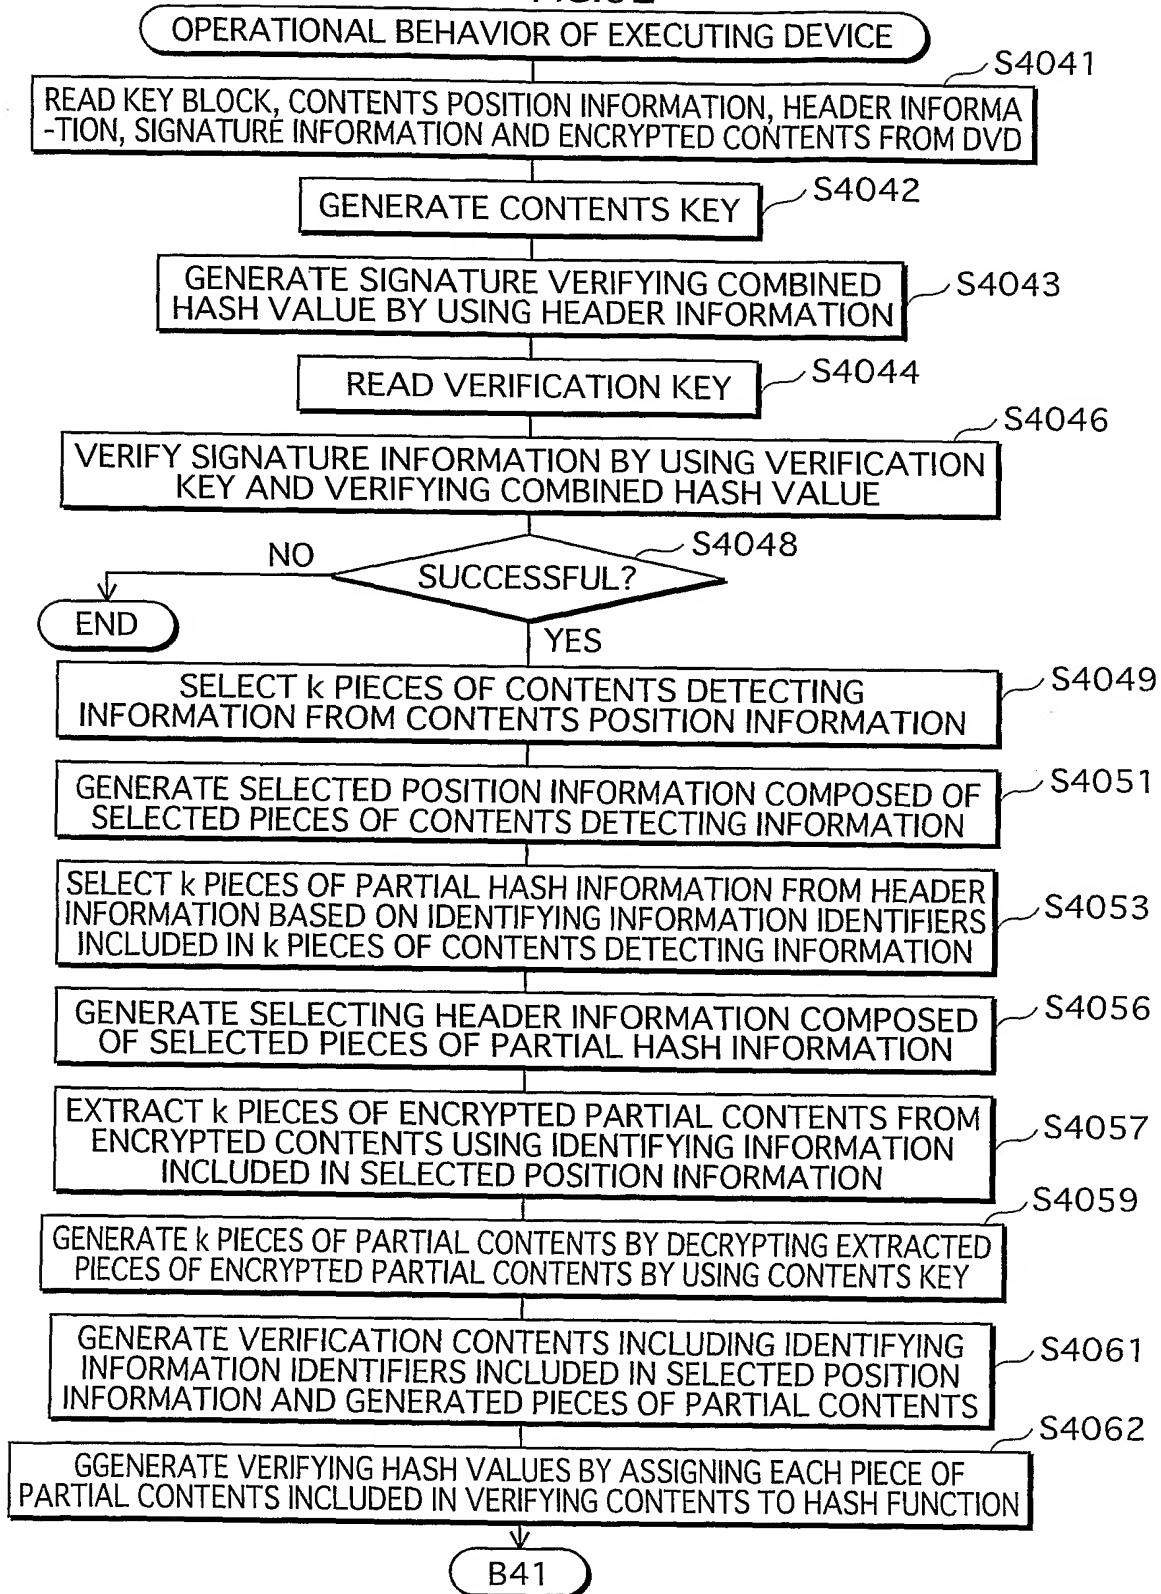 OPERATIONAL BEHAVIOR OF EXECUTING DEVICE
S4041
READ KEY BLOCK, CONTENTS POSITION INFORMATION, HEADER INFORMA
-TION, SIGNATURE INFORMATION AND ENCRYPTED CONTENTS FROM DVD
S4042
GENERATE CONTENTS KEY
S4043
GENERATE SIGNATURE VERIFYING COMBINED
HASH VALUE BY USING HEADER INFORMATION
S4044
READ VERIFICATION KEY
S4046
VERIFY SIGNATURE INFORMATION BY USING VERIFICATION
KEY AND VERIFYING COMBINED HASH VALUE
S4048
NO
SUCCESSFUL?
END
YES
S4049
SELECT k PIECES OF CONTENTS DETECTING
INFORMATION FROM CONTENTS POSITION INFORMATION
S4051
GENERATE SELECTED POSITION INFORMATION COMPOSED OF
SELECTED PIECES OF CONTENTS DETECTING INFORMATION
S4053
SELECT k PIECES OF PARTIAL HASH INFORMATION FROM HEADER
INFORMATION BASED ON IDENTIFYING INFORMATION IDENTIFIERS
INCLUDED IN k PIECES OF CONTENTS DETECTING INFORMATION
S4056
GENERATE SELECTING HEADER INFORMATION COMPOSED
OF SELECTED PIECES OF PARTIAL HASH INFORMATION
S4057
EXTRACT k PIECES OF ENCRYPTED PARTIAL CONTENTS FROM
ENCRYPTED CONTENTS USING IDENTIFYING INFORMATION
INCLUDED IN SELECTED POSITION INFORMATION
S4059
GENERATE k PIECES OF PARTIAL CONTENTS BY DECRYPTING EXTRACTED
PIECES OF ENCRYPTED PARTIAL CONTENTS BY USING CONTENTS KEY
S4061
GENERATE VERIFICATION CONTENTS INCLUDING IDENTIFYING
INFORMATION IDENTIFIERS INCLUDED IN SELECTED POSITION
INFORMATION AND GENERATED PIECES OF PARTIAL CONTENTS
S4062
GGENERATE VERIFYING HASH VALUES BY ASSIGNING EACH PIECE OF
PARTIAL CONTENTS INCLUDED IN VERIFYING CONTENTS TO HASH FUNCTION
B41